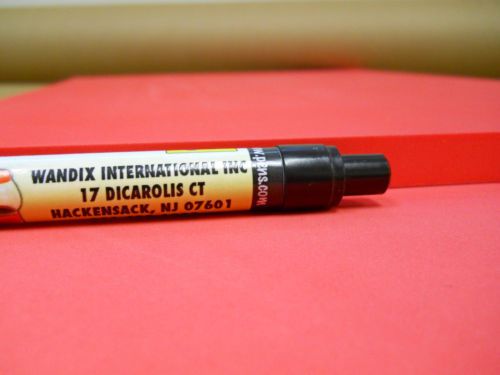 WANDIX INTERNATIONAL INC
17 DICAROLIS CT
HACKENSACK, NJ 07601